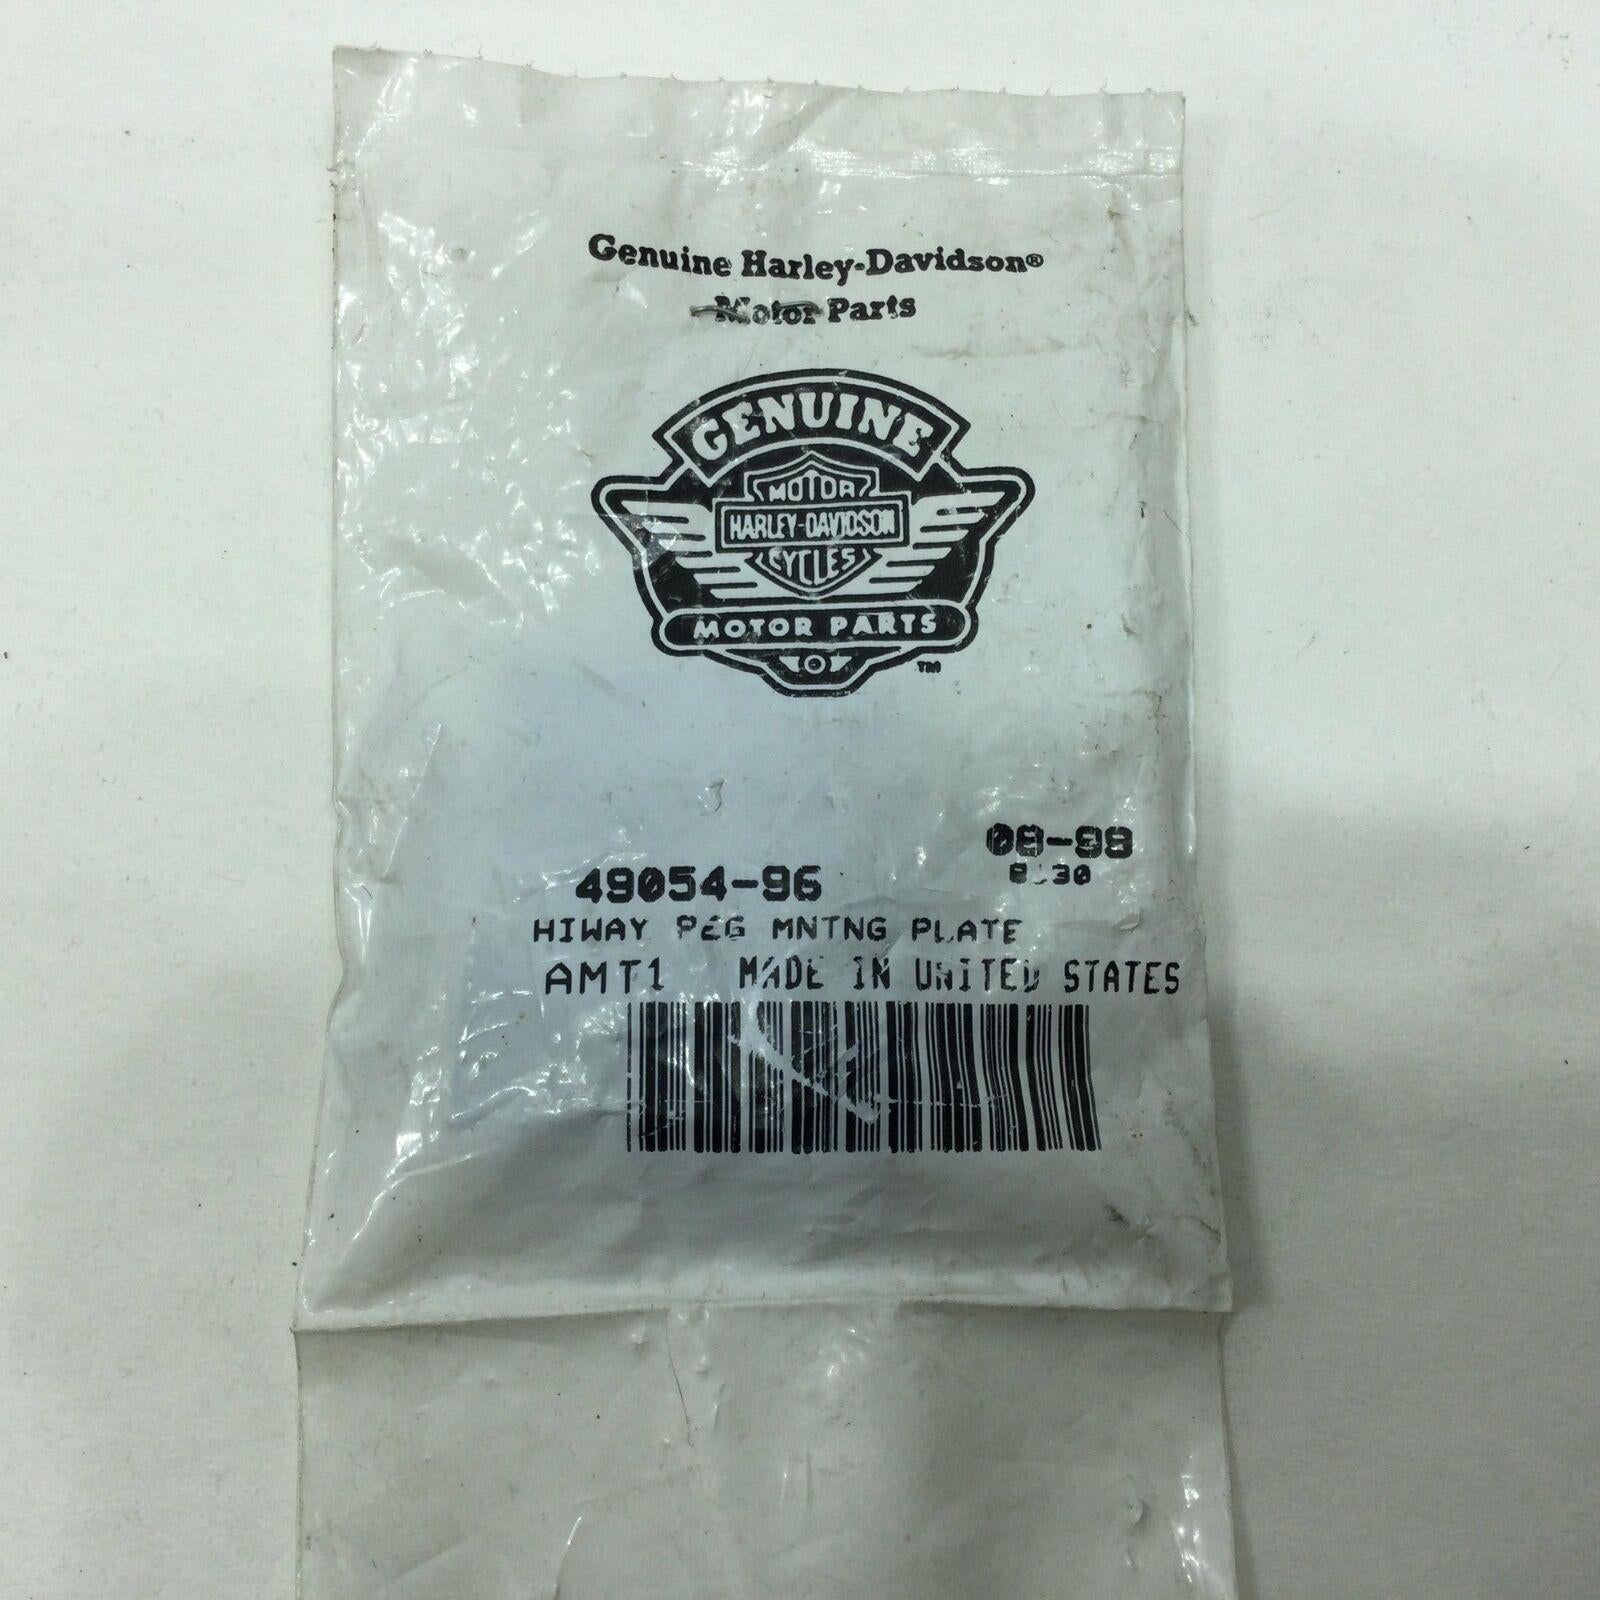 Genuine Harley-Davidson®
Motor Parts
GENUINE
MOTOR
HARLEY-DAVIDSON
CYCLES
MOTOR PARTS
TM
08-98
49054-96
HIWAY PEG MNTNG PLATE
AMT1 MADE IN UNITED STATES